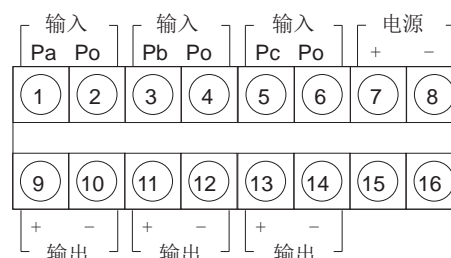 输入 输入 输入 电源
Pa Po Pb Po Pc Po + −
1 2 3 4 5 6 7 8
9 10 11 12 13 14 15 16
+ − + − + −
输出 输出 输出